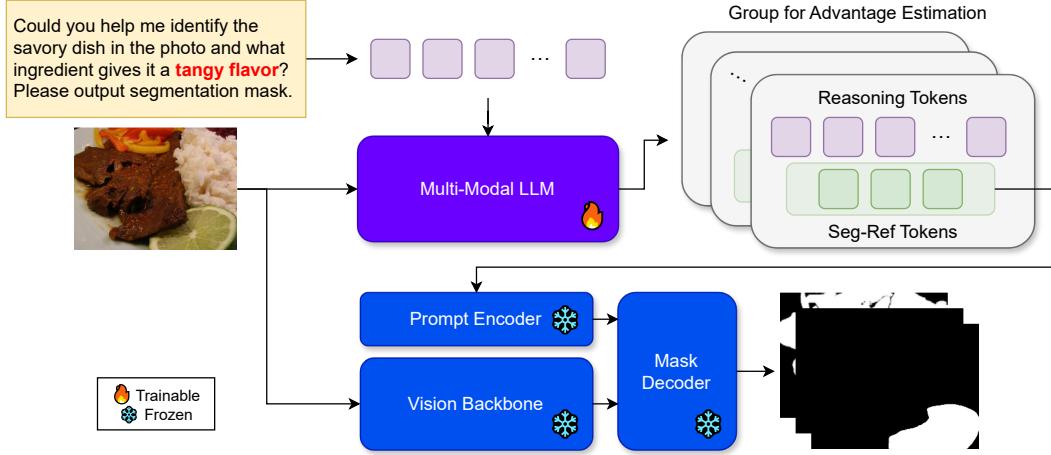 Could you help me identify the
savory dish in the photo and what
ingredient gives it a tangy flavor?
Please output segmentation mask.
...
Group for Advantage Estimation
...
Reasoning Tokens
...
Seg-Ref Tokens
Multi-Modal LLM
Prompt Encoder
Vision Backbone
Mask
Decoder
Trainable
Frozen